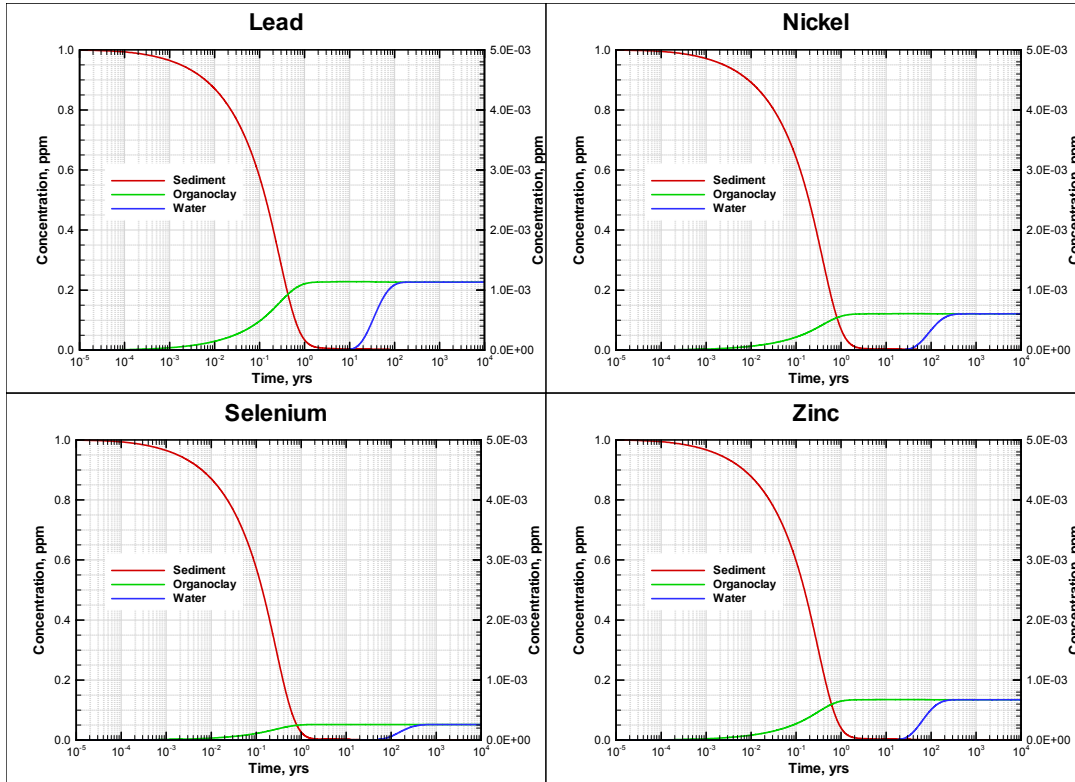 Lead
Concentration, ppm
1.0
0.8
0.6
0.4
0.2
0.0
Sediment
Organoclay
Water
5.0E-03
4.0E-03
3.0E-03
2.0E-03
1.0E-03
0.0E+00
Concentration, ppm
10⁻⁵ 10⁻⁴ 10⁻³ 10⁻² 10⁻¹ 10⁰ 10¹ 10² 10³ 10⁴
Time, yrs
Nickel
Concentration, ppm
1.0
0.8
0.6
0.4
0.2
0.0
Sediment
Organoclay
Water
5.0E-03
4.0E-03
3.0E-03
2.0E-03
1.0E-03
0.0E+00
Concentration, ppm
10⁻⁵ 10⁻⁴ 10⁻³ 10⁻² 10⁻¹ 10⁰ 10¹ 10² 10³ 10⁴
Time, yrs
Selenium
Concentration, ppm
1.0
0.8
0.6
0.4
0.2
0.0
Sediment
Organoclay
Water
5.0E-03
4.0E-03
3.0E-03
2.0E-03
1.0E-03
0.0E+00
Concentration, ppm
10⁻⁵ 10⁻⁴ 10⁻³ 10⁻² 10⁻¹ 10⁰ 10¹ 10² 10³ 10⁴
Time, yrs
Zinc
Concentration, ppm
1.0
0.8
0.6
0.4
0.2
0.0
Sediment
Organoclay
Water
5.0E-03
4.0E-03
3.0E-03
2.0E-03
1.0E-03
0.0E+00
Concentration, ppm
10⁻⁵ 10⁻⁴ 10⁻³ 10⁻² 10⁻¹ 10⁰ 10¹ 10² 10³ 10⁴
Time, yrs